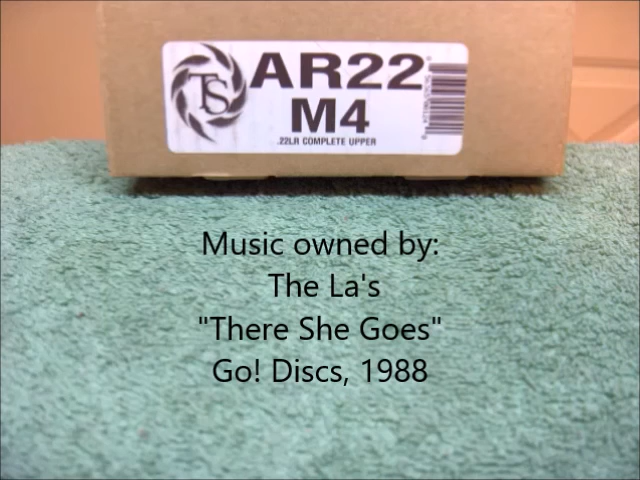 TS
AR22
M4
.22LR COMPLETE UPPER
Music owned by:
The La's
"There She Goes"
Go! Discs, 1988